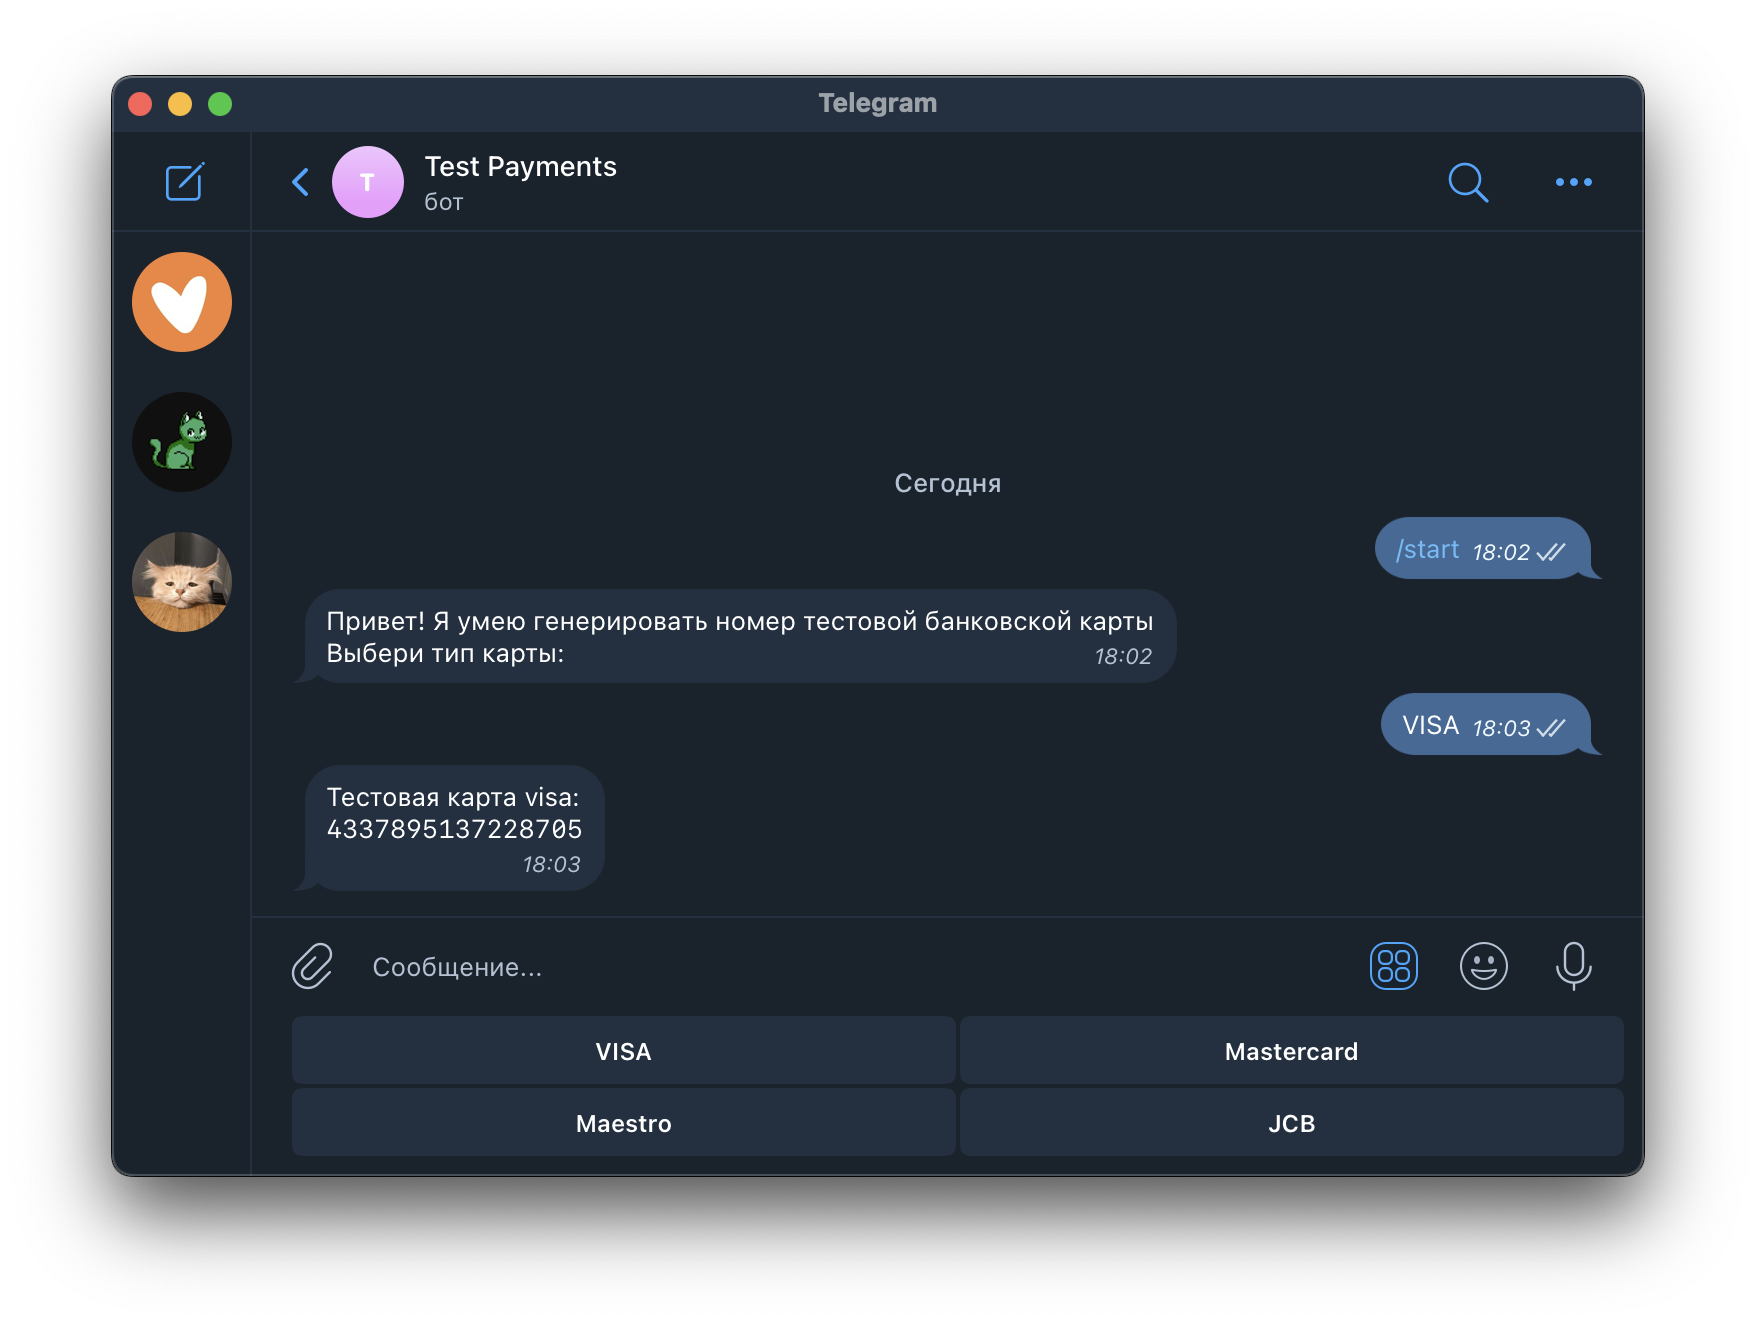 Telegram
T
Test Payments
бот
Сегодня
/start 18:02
Привет! Я умею генерировать номер тестовой банковской карты
Выбери тип карты:
18:02
VISA 18:03
Тестовая карта visa:
4337895137228705
18:03
Сообщение...
VISA
Mastercard
Maestro
JCB